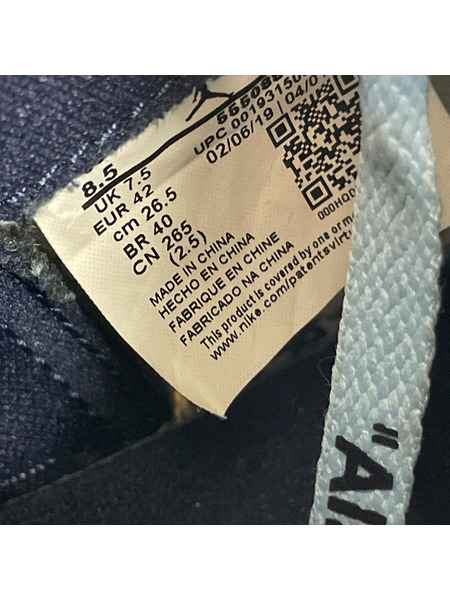 8.5
UK 7.5
EUR 42
cm 26.5
BR 40
CN 265
(2.5)
UPC
02/06/19
MADE IN CHINA
HECHO EN CHINA
FABRIQUE EN CHINE
FABRICADO NA CHINA
This product is covered by one or
www.nike.com/patents
"AI